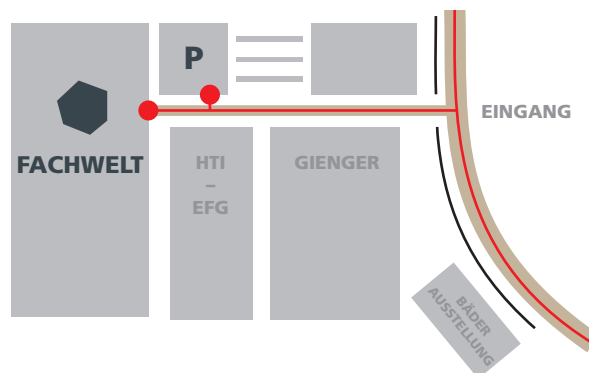 P
EINGANG
FACHWELT
HTI
–
EFG
GIENGER
BÄDER
AUSSTELLUNG